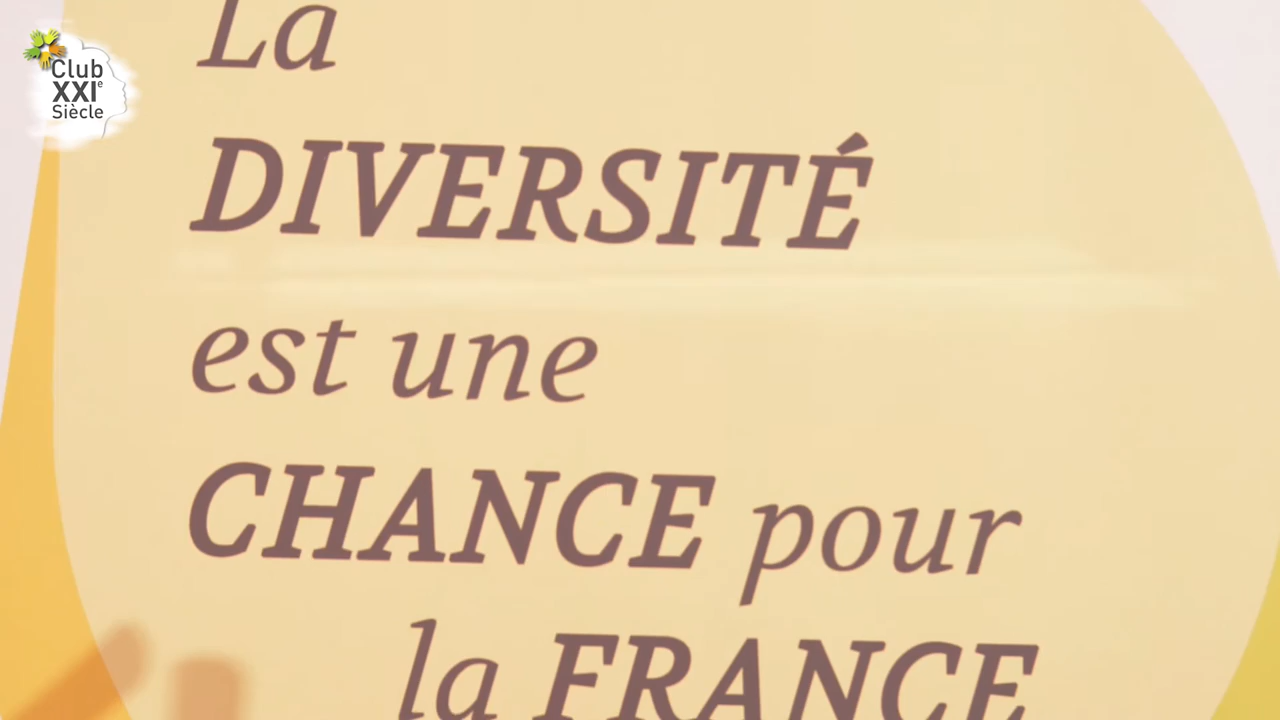 Club
XXIe
Siècle
La
DIVERSITÉ
est une
CHANCE pour
la FRANCE